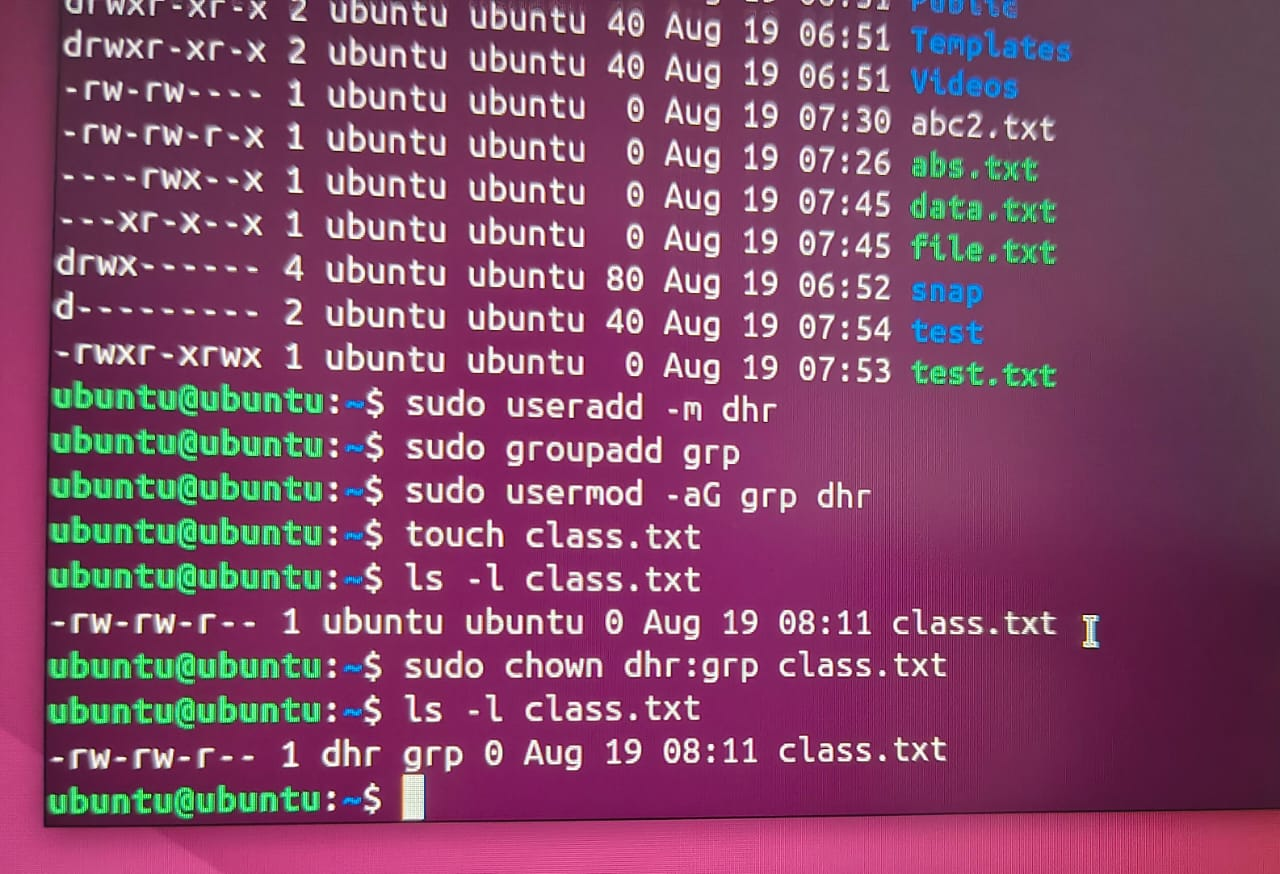 drwxr-xr-x 2 ubuntu ubuntu 40 Aug 19 06:51 Public
drwxr-xr-x 2 ubuntu ubuntu 40 Aug 19 06:51 Templates
drwxr-xr-x 2 ubuntu ubuntu 40 Aug 19 06:51 Videos
-rw-rw---- 1 ubuntu ubuntu  0 Aug 19 07:30 abc2.txt
-rw-rw-r-x 1 ubuntu ubuntu  0 Aug 19 07:26 abs.txt
----rwx--x 1 ubuntu ubuntu  0 Aug 19 07:45 data.txt
---xr-x--x 1 ubuntu ubuntu  0 Aug 19 07:45 file.txt
drwx------ 4 ubuntu ubuntu 80 Aug 19 06:52 snap
d--------- 2 ubuntu ubuntu 40 Aug 19 07:54 test
-rwxr-xrwx 1 ubuntu ubuntu  0 Aug 19 07:53 test.txt
ubuntu@ubuntu:~$ sudo useradd -m dhr
ubuntu@ubuntu:~$ sudo groupadd grp
ubuntu@ubuntu:~$ sudo usermod -aG grp dhr
ubuntu@ubuntu:~$ touch class.txt
ubuntu@ubuntu:~$ ls -l class.txt
-rw-rw-r-- 1 ubuntu ubuntu 0 Aug 19 08:11 class.txt
ubuntu@ubuntu:~$ sudo chown dhr:grp class.txt
ubuntu@ubuntu:~$ ls -l class.txt
-rw-rw-r-- 1 dhr grp 0 Aug 19 08:11 class.txt
ubuntu@ubuntu:~$